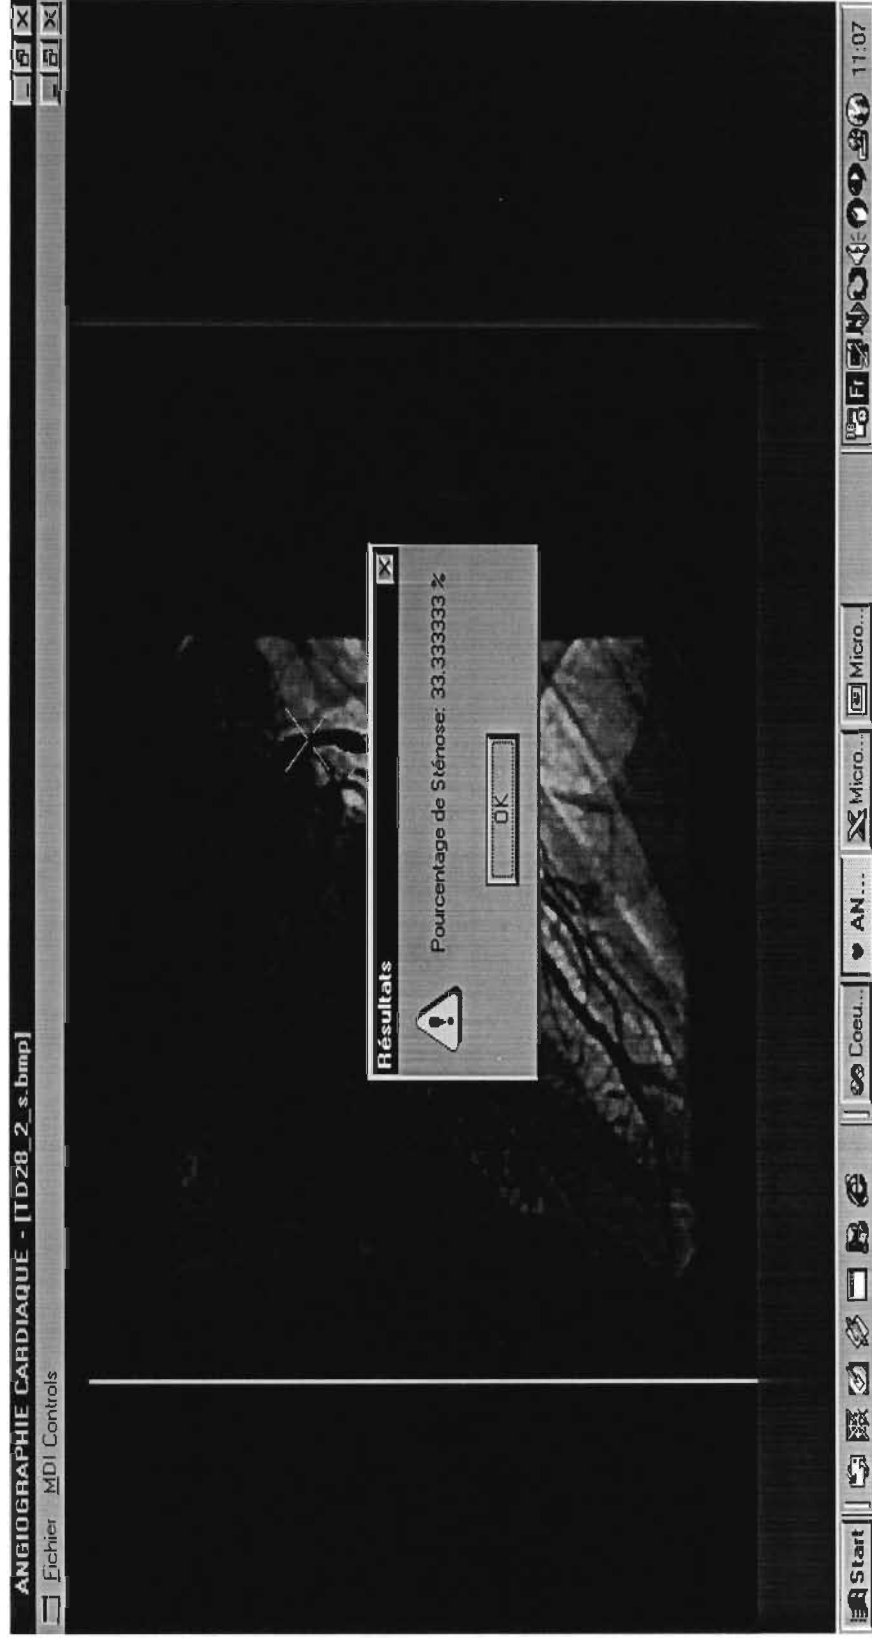 ANGIOGRAPHIE CARDIAQUE - [TD28_2_s.bmp]
Fichier MDI Controls
Résultats
Pourcentage de Sténose: 33.333333 %
OK
Start
Coeu...
AN...
Micro...
Micro...
Fr
11:07